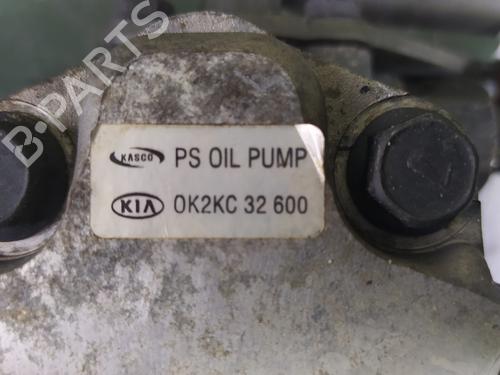 KASCO PS OIL PUMP
KIA 0K2KC 32 600
B-PARTS